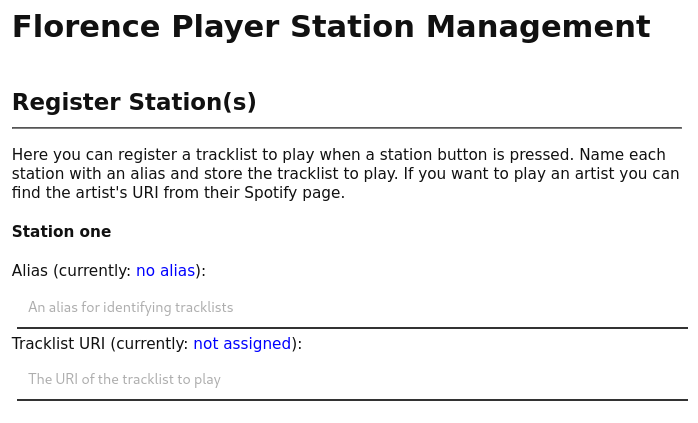 Florence Player Station Management
Register Station(s)
Here you can register a tracklist to play when a station button is pressed. Name each
station with an alias and store the tracklist to play. If you want to play an artist you can
find the artist's URI from their Spotify page.
Station one
Alias (currently: no alias):
An alias for identifying tracklists
Tracklist URI (currently: not assigned):
The URI of the tracklist to play